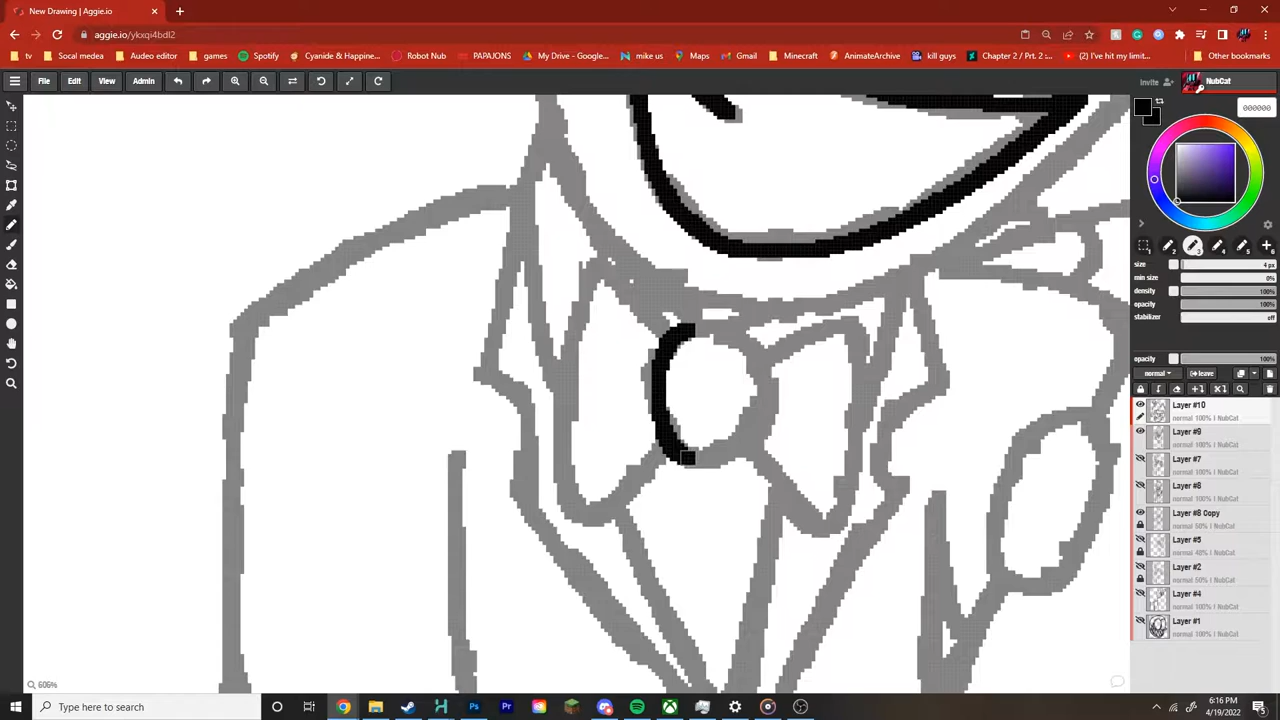 New Drawing | Aggie.io
aggie.io/ykxqi4bdl2
tv
Socal medea
Audeo editor
games
Spotify
Cyanide & Happine...
Robot Nub
PAPAJONS
My Drive - Google...
mike us
Maps
Gmail
Minecraft
AnimateArchive
kill guys
Chapter 2 / Prt. 2 :...
I've hit my limit...
Other bookmarks
File Edit View Admin
Invite
NubCat
000000
1 2 3 4 5
size 4 px
min size 0%
density 100%
opacity 100%
stabilizer off
opacity 100%
normal
leave
Layer #10
normal 100% | NubCat
Layer #9
normal 100% | NubCat
Layer #7
normal 100% | NubCat
Layer #8
normal 100% | NubCat
Layer #8 Copy
normal 50% | NubCat
Layer #5
normal 48% | NubCat
Layer #2
normal 50% | NubCat
Layer #4
normal 100% | NubCat
Layer #1
normal 100% | NubCat
606%
Type here to search
6:16 PM
4/19/2022